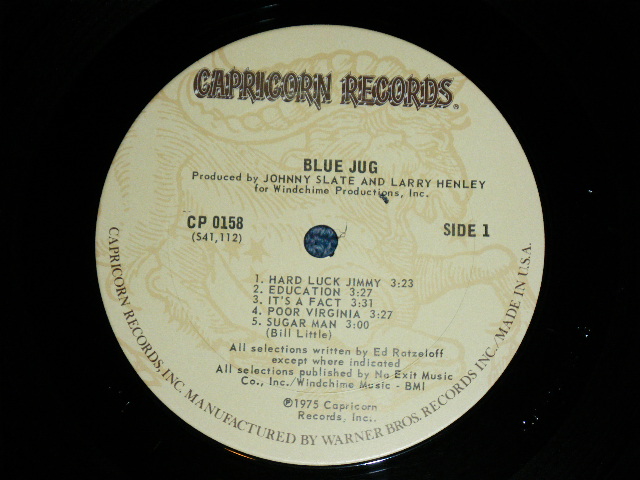 CAPRICORN RECORDS®
BLUE JUG
Produced by JOHNNY SLATE AND LARRY HENLEY
for Windchime Productions, Inc.
CP 0158
(S41,112)
SIDE 1
1. HARD LUCK JIMMY 3:23
2. EDUCATION 3:27
3. IT'S A FACT 3:31
4. POOR VIRGINIA 3:27
5. SUGAR MAN 3:00
(Bill Little)
All selections written by Ed Ratzeloff
except where indicated
All selections published by No Exit Music
Co., Inc./Windchime Music - BMI
℗1975 Capricorn
Records, Inc.
CAPRICORN RECORDS, INC. MANUFACTURED BY WARNER BROS. RECORDS INC./MADE IN U.S.A.